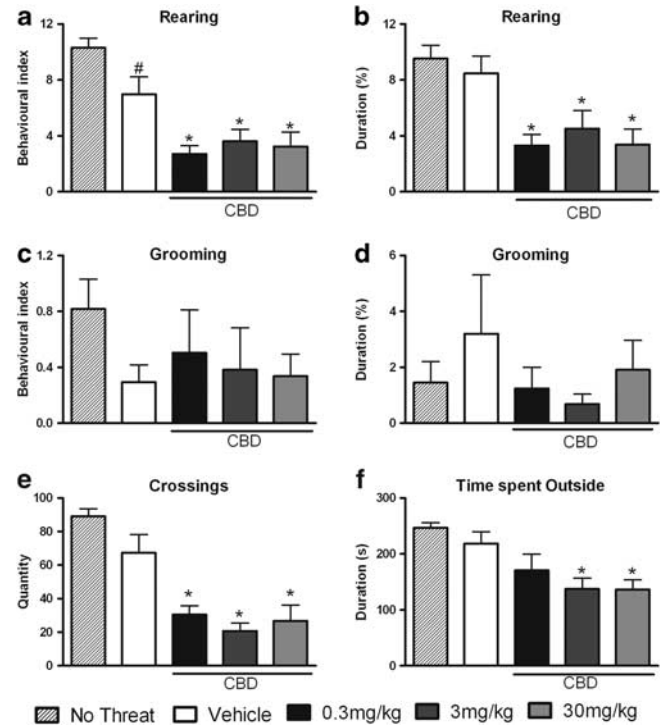 a Rearing
12
8
4
0
Behavioural index
#
* * *
CBD
b Rearing
12
8
4
0
Duration (%)
* * *
CBD
c Grooming
1.2
0.8
0.4
0.0
Behavioural index
CBD
d Grooming
6
4
2
0
Duration (%)
CBD
e Crossings
100
80
60
40
20
0
Quantity
* * *
CBD
f Time spent Outside
300
200
100
0
Duration (s)
* *
CBD
No Threat Vehicle 0.3mg/kg 3mg/kg 30mg/kg